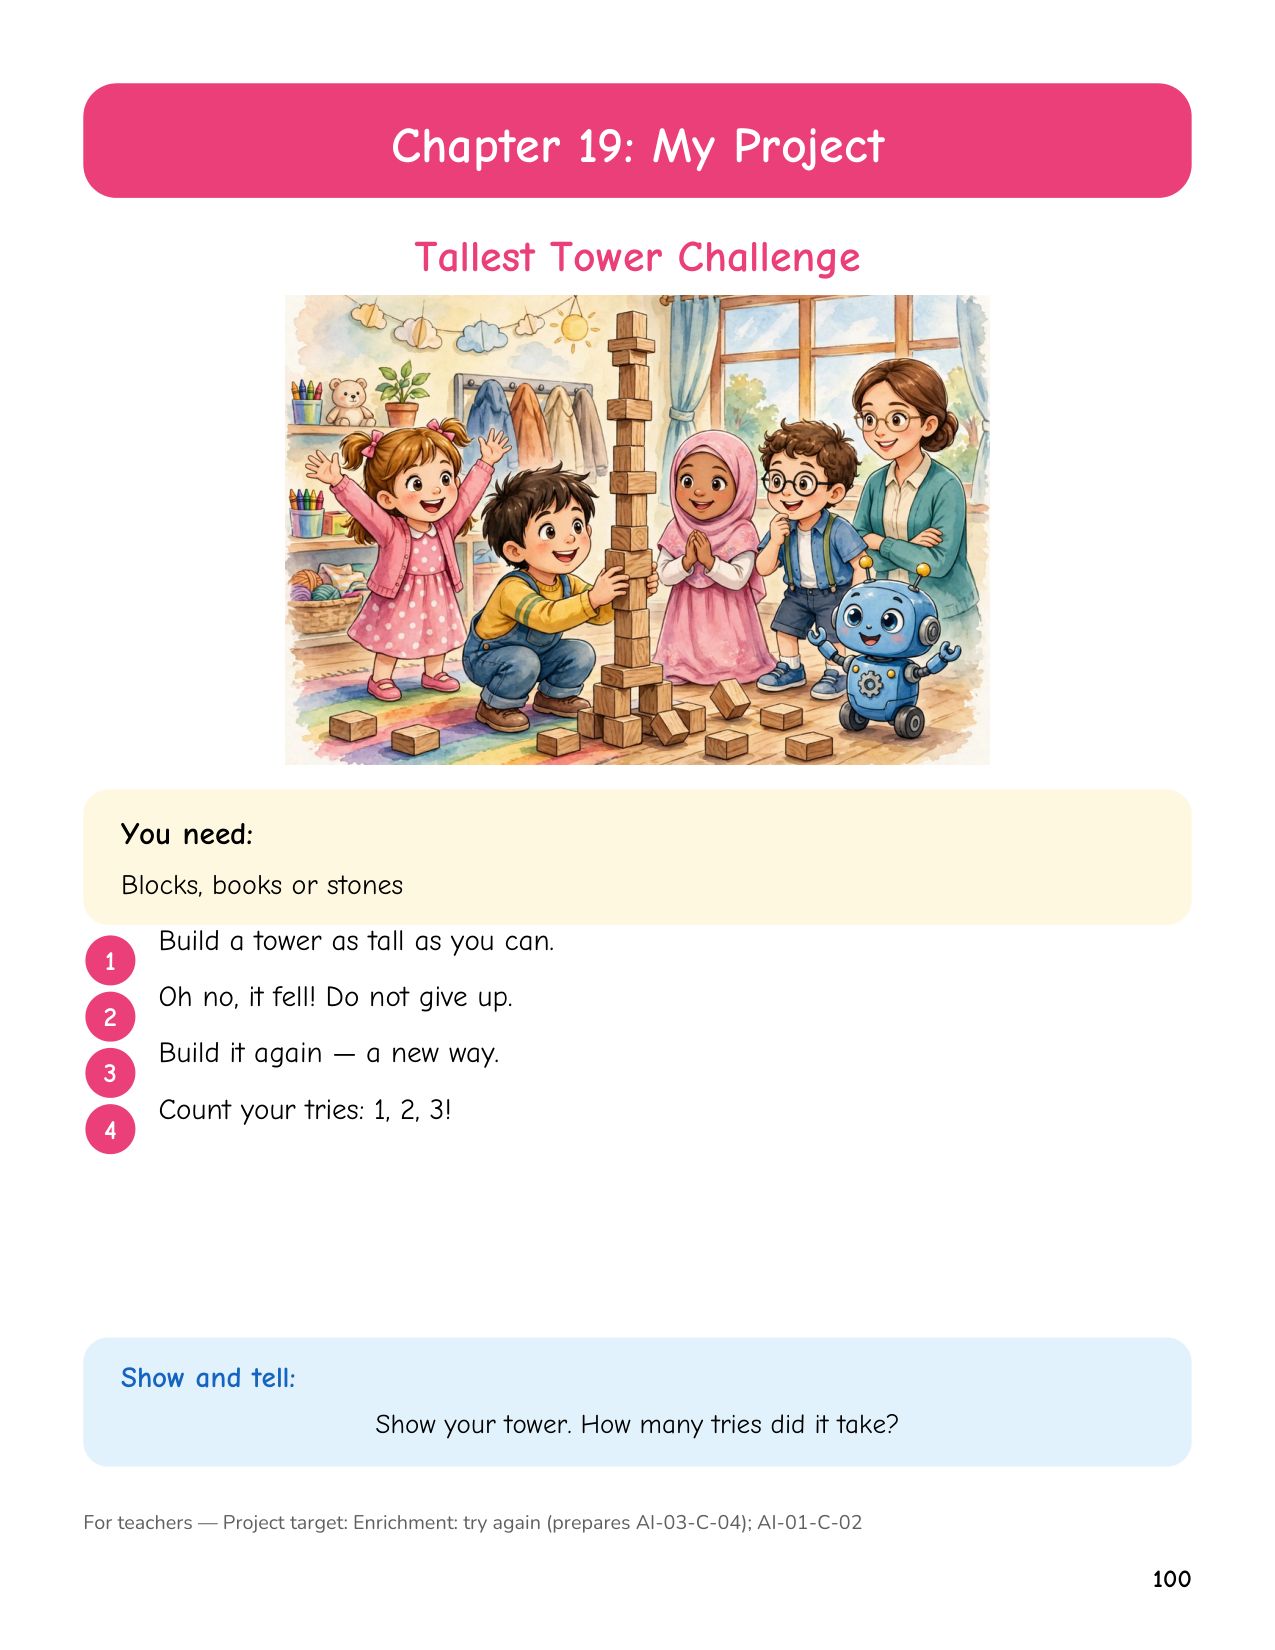 Chapter 19: My Project
Tallest Tower Challenge
You need:
Blocks, books or stones
1 Build a tower as tall as you can.
2 Oh no, it fell! Do not give up.
3 Build it again — a new way.
4 Count your tries: 1, 2, 3!
Show and tell:
Show your tower. How many tries did it take?
For teachers — Project target: Enrichment: try again (prepares AI-03-C-04); AI-01-C-02
100